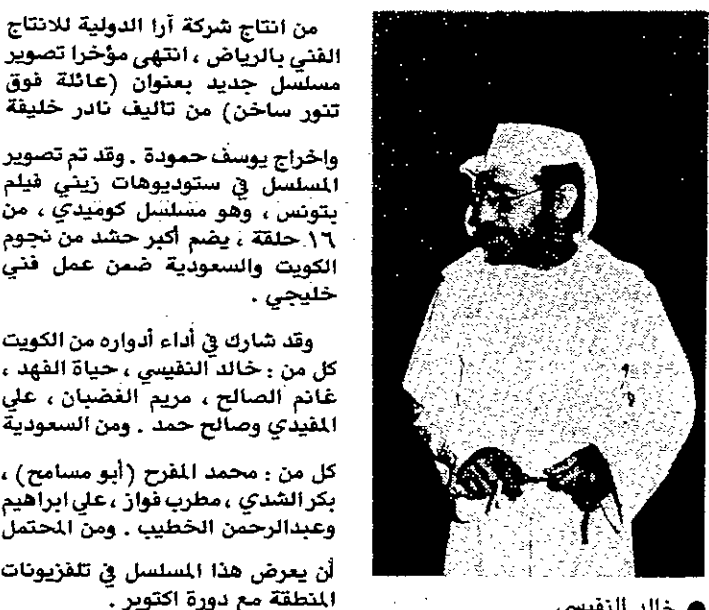 من انتاج شركة آرا الدولية للانتاج
الفني بالرياض ، انتهى مؤخرا تصوير
مسلسل جديد بعنوان (عائلة فوق
تنور ساخن) من تاليف نادر خليفة
واخراج يوسف حمودة . وقد تم تصوير
المسلسل في ستوديوهات زيني فيلم
بتونس ، وهو مسلسل كوميدي ، من
١٦ حلقة ، يضم أكبر حشد من نجوم
الكويت والسعودية ضمن عمل فني
خليجي .
وقد شارك في أداء أدواره من الكويت
كل من : خالد النفيسي ، حياة الفهد ،
غانم الصالح ، مريم الغضبان ، علي
المفيدي وصالح حمد . ومن السعودية
كل من : محمد المفرح (أبو مسامح) ،
بكر الشدي ، مطرب فواز ، علي ابراهيم
وعبدالرحمن الخطيب . ومن المحتمل
أن يعرض هذا المسلسل في تلفزيونات
المنطقة مع دورة اكتوبر .
● خالد النفيسي